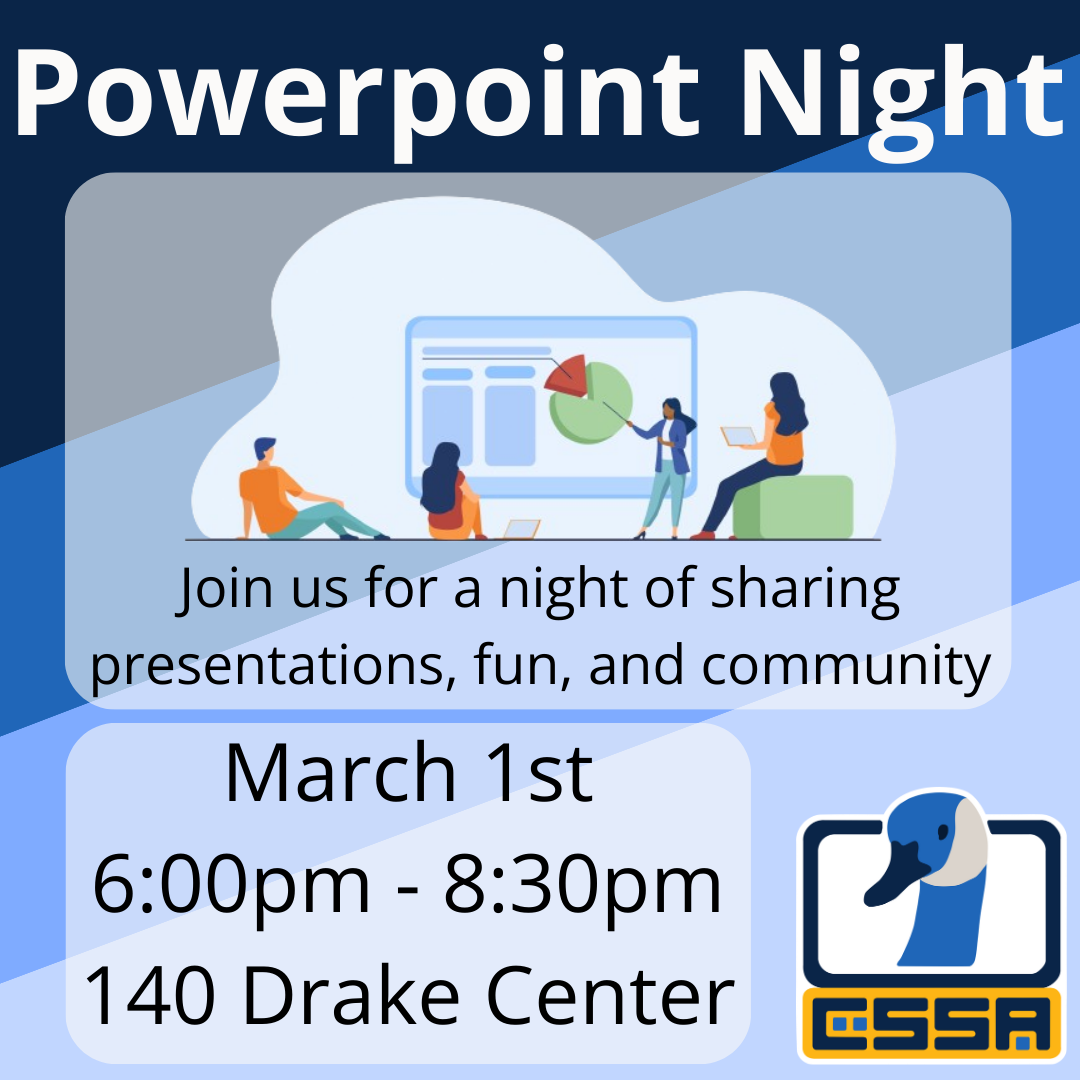 Powerpoint Night
Join us for a night of sharing
presentations, fun, and community
March 1st
6:00pm - 8:30pm
140 Drake Center
CSSA